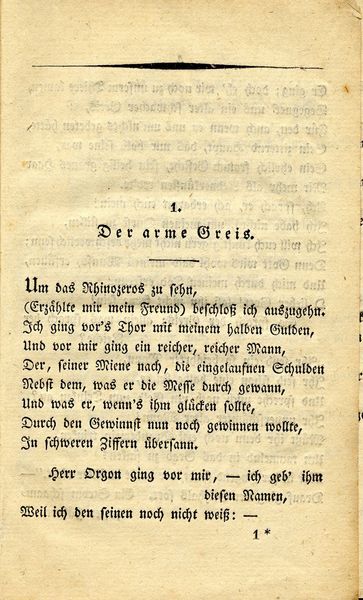 1.
Der arme Greis.
Um das Rhinozeros zu sehn,
(Erzählte mir mein Freund) beschloß ich auszugehn.
Ich ging vor's Thor mit meinem halben Gulden,
Und vor mir ging ein reicher, reicher Mann,
Der, seiner Miene nach, die eingelaufnen Schulden
Nebst dem, was er die Messe durch gewann,
Und was er, wenn's ihm glücken sollte,
Durch den Gewinnst nun noch gewinnen wollte,
In schweren Ziffern übersann.
Herr Orgon ging vor mir, — ich geb' ihm
diesen Namen,
Weil ich den seinen noch nicht weiß: —
1*